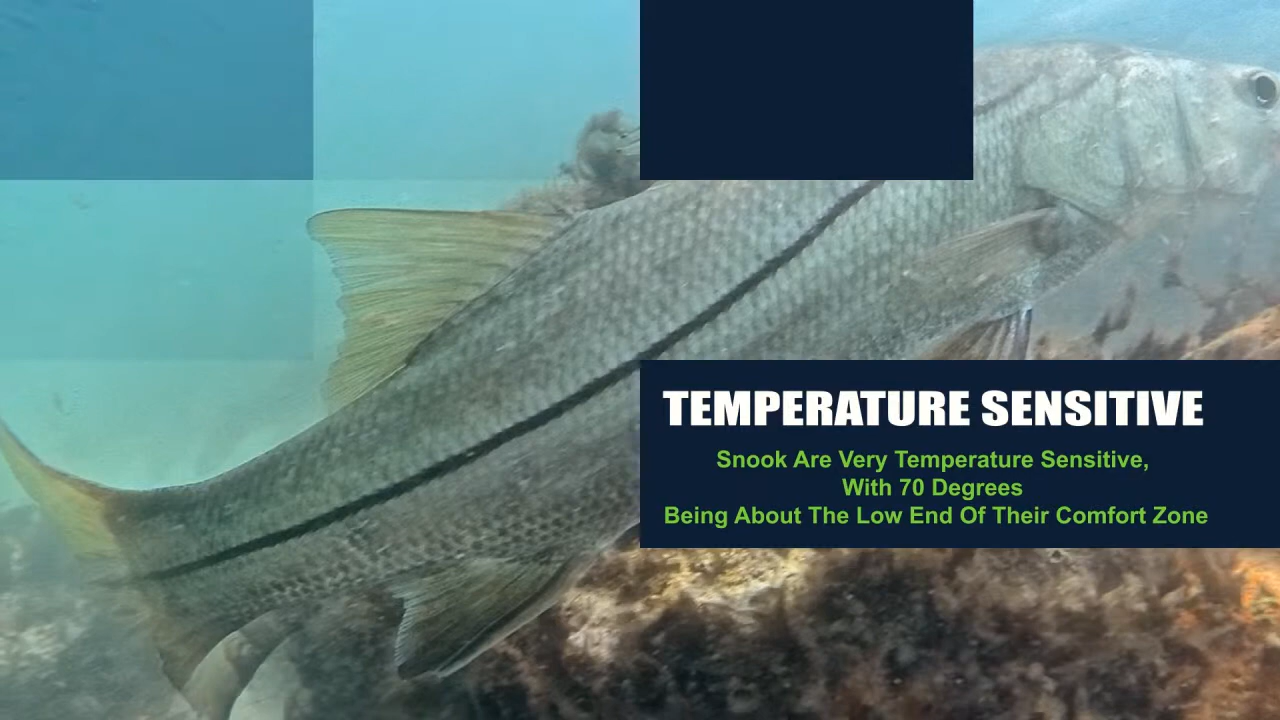 TEMPERATURE SENSITIVE
Snook Are Very Temperature Sensitive,
With 70 Degrees
Being About The Low End Of Their Comfort Zone